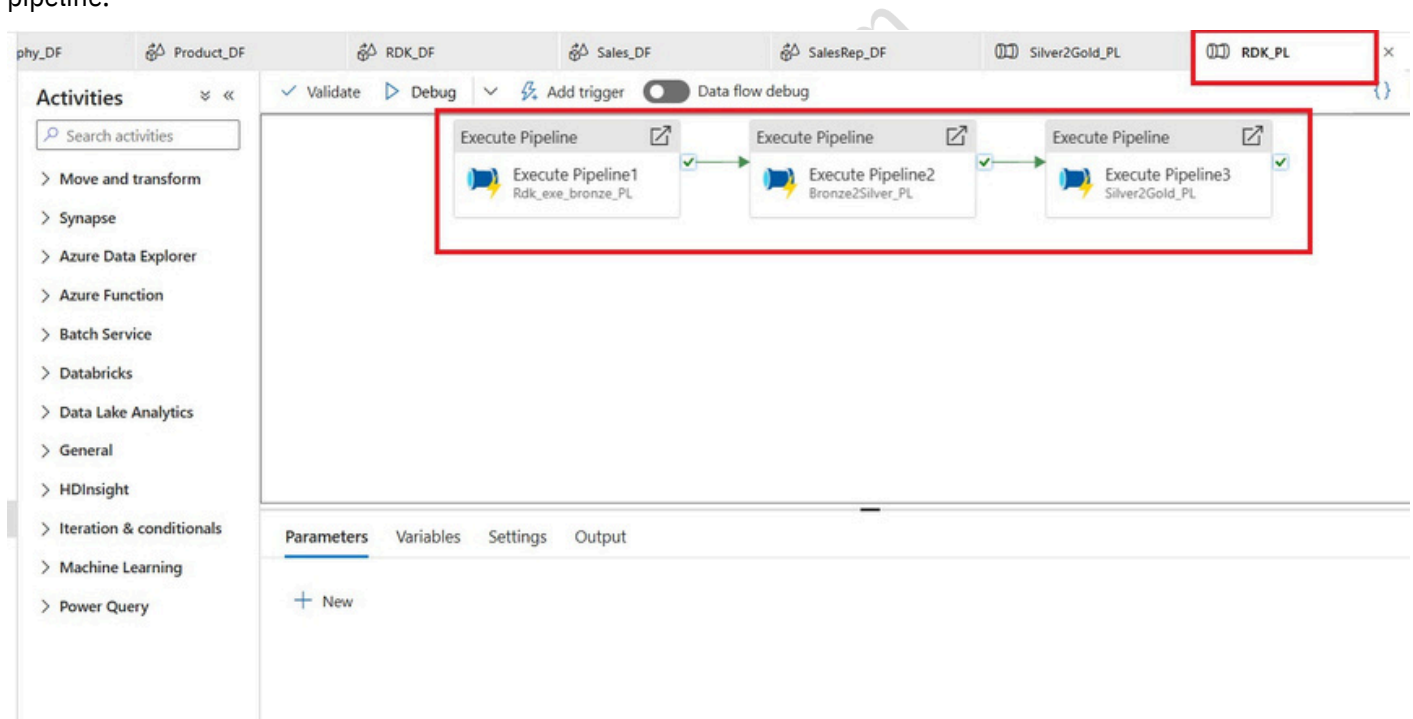 pipeline.
phy_DF Product_DF RDK_DF Sales_DF SalesRep_DF Silver2Gold_PL RDK_PL ×
Activities
Validate Debug Add trigger Data flow debug {}
Search activities
Move and transform
Synapse
Azure Data Explorer
Azure Function
Batch Service
Databricks
Data Lake Analytics
General
HDInsight
Iteration & conditionals
Machine Learning
Power Query
Execute Pipeline
Execute Pipeline1
Rdk_exe_bronze_PL
Execute Pipeline
Execute Pipeline2
Bronze2Silver_PL
Execute Pipeline
Execute Pipeline3
Silver2Gold_PL
Parameters Variables Settings Output
+ New